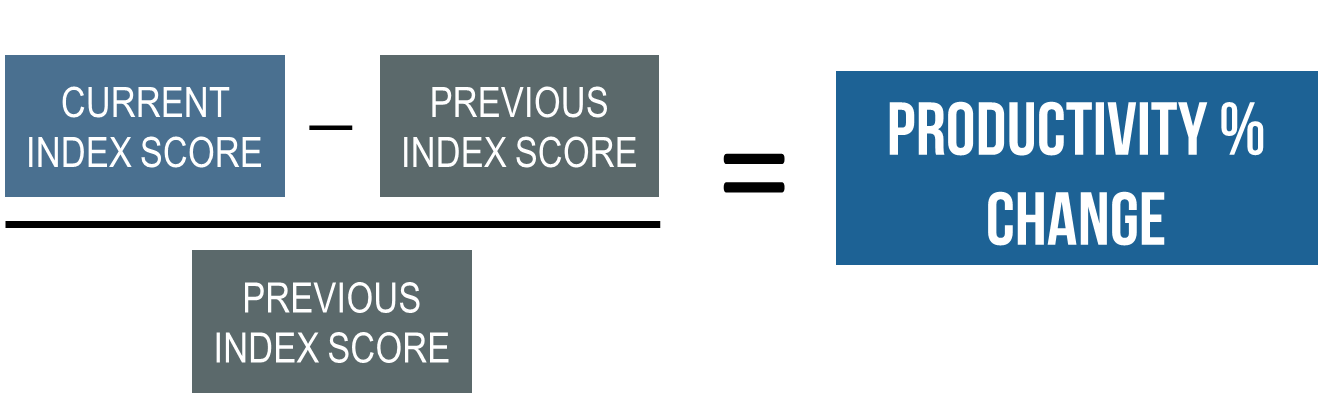 CURRENT
INDEX SCORE
–
PREVIOUS
INDEX SCORE
PREVIOUS
INDEX SCORE
=
PRODUCTIVITY %
CHANGE